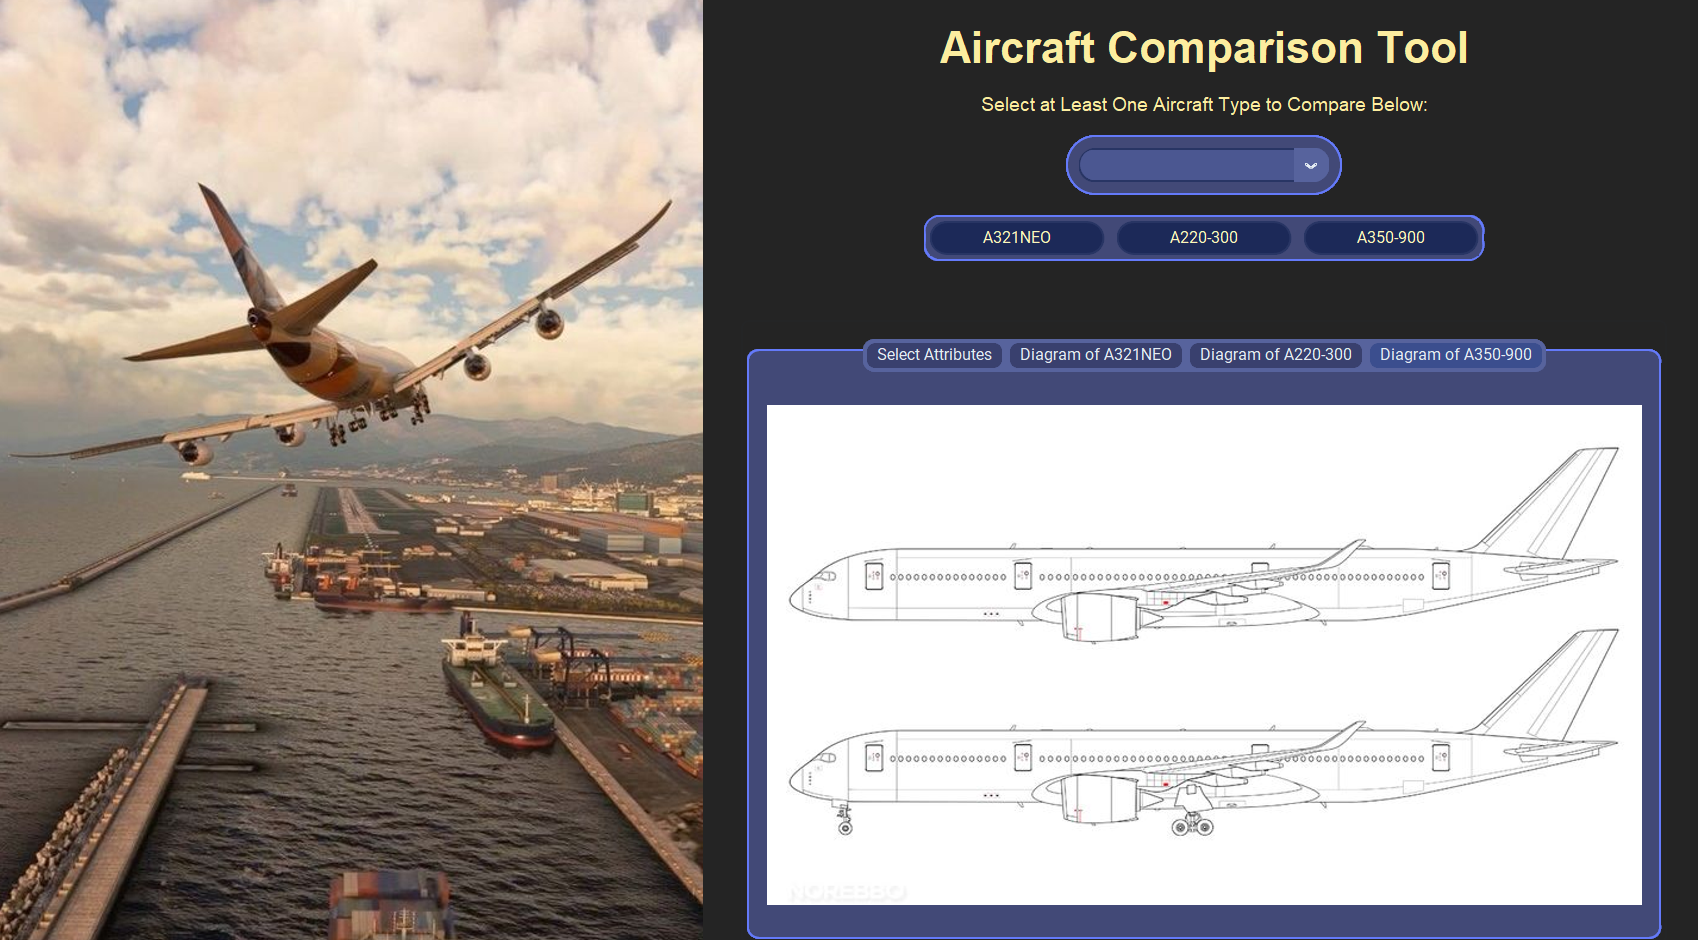 Aircraft Comparison Tool
Select at Least One Aircraft Type to Compare Below:
A321NEO A220-300 A350-900
Select Attributes Diagram of A321NEO Diagram of A220-300 Diagram of A350-900
NOREBBO